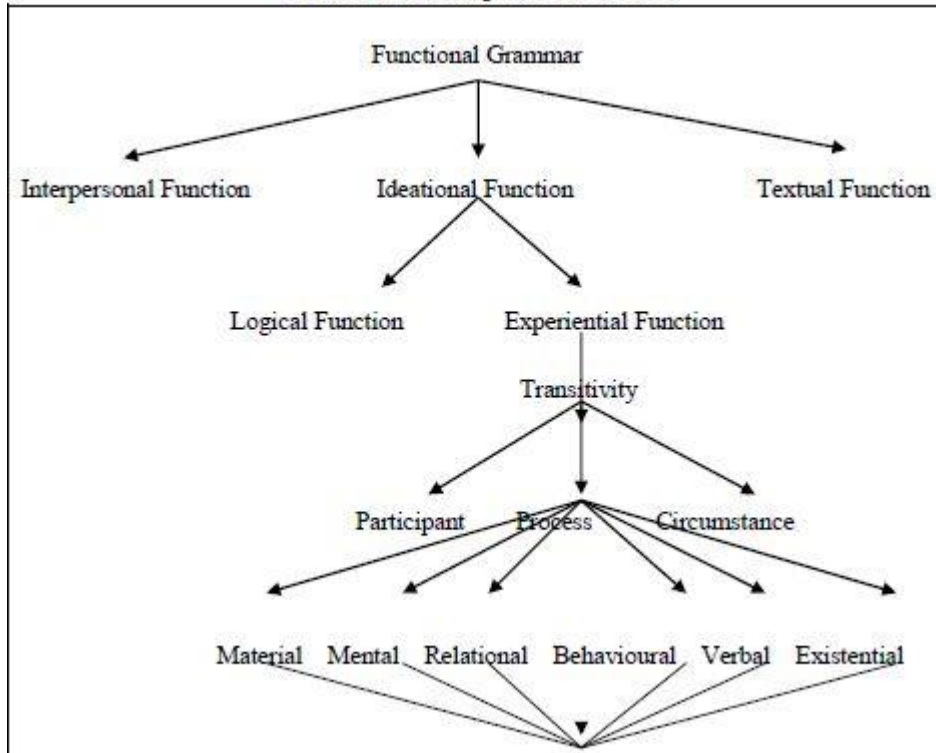 Functional Grammar
Interpersonal Function Ideational Function Textual Function
Logical Function Experiential Function
Transitivity
Participant Process Circumstance
Material Mental Relational Behavioural Verbal Existential